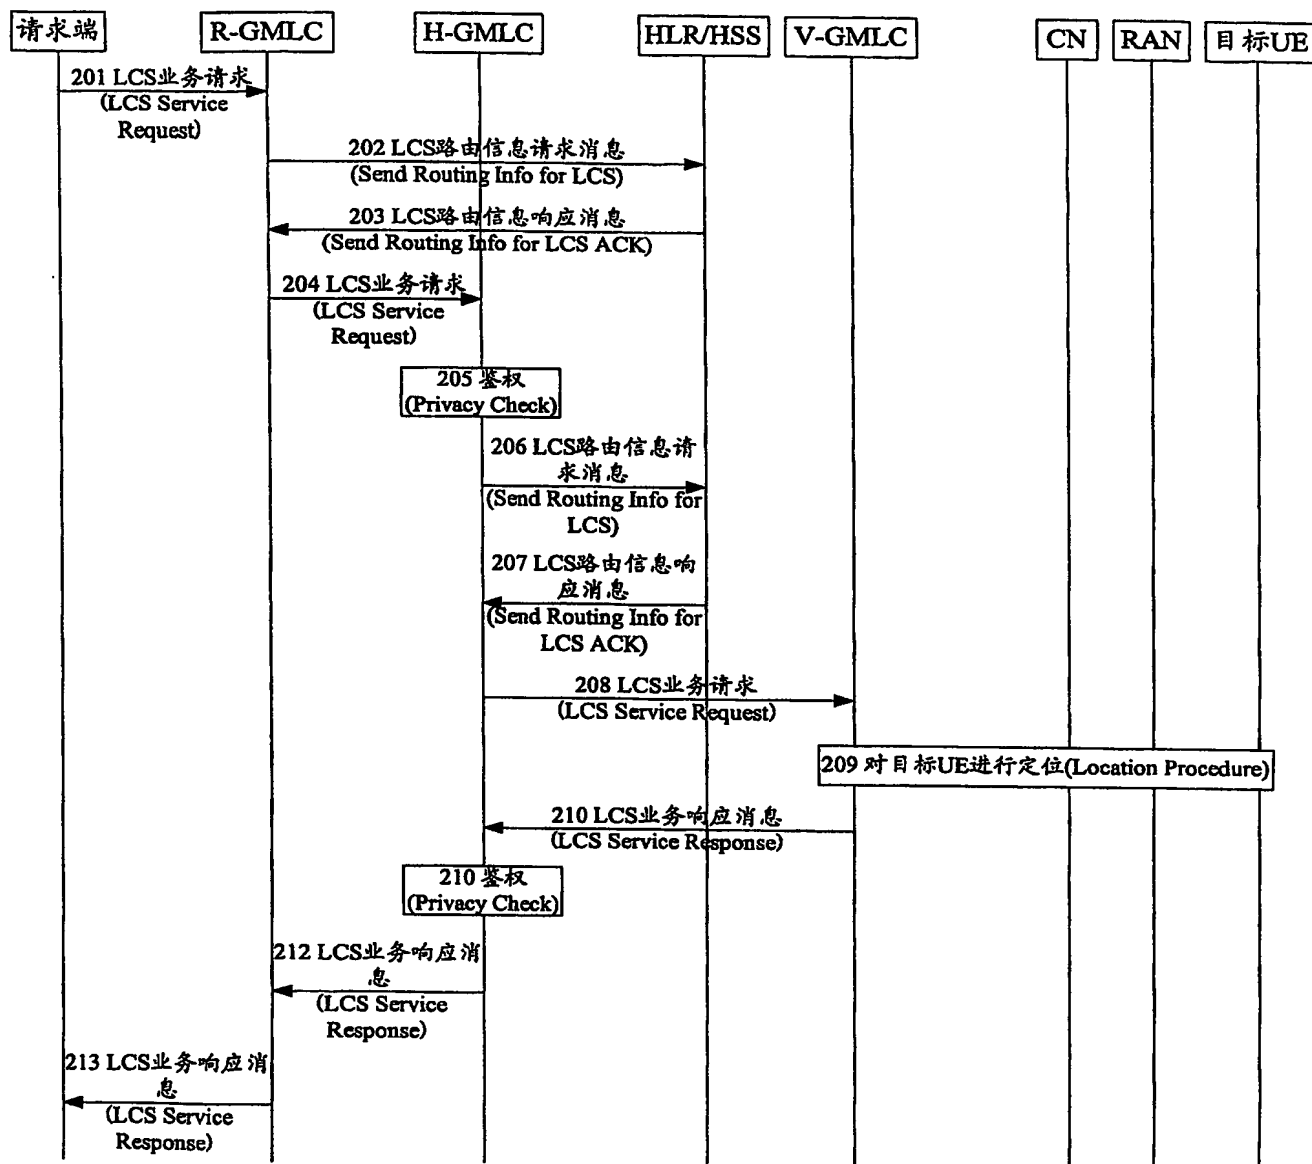 请求端
R-GMLC
H-GMLC
HLR/HSS
V-GMLC
CN
RAN
目标UE
201 LCS业务请求
(LCS Service
Request)
202 LCS路由信息请求消息
(Send Routing Info for LCS)
203 LCS路由信息响应消息
(Send Routing Info for LCS ACK)
204 LCS业务请求
(LCS Service
Request)
205 鉴权
(Privacy Check)
206 LCS路由信息请
求消息
(Send Routing Info for
LCS)
207 LCS路由信息响
应消息
(Send Routing Info for
LCS ACK)
208 LCS业务请求
(LCS Service Request)
209 对目标UE进行定位(Location Procedure)
210 LCS业务响应消息
(LCS Service Response)
210 鉴权
(Privacy Check)
212 LCS业务响应消
息
(LCS Service
Response)
213 LCS业务响应消
息
(LCS Service
Response)